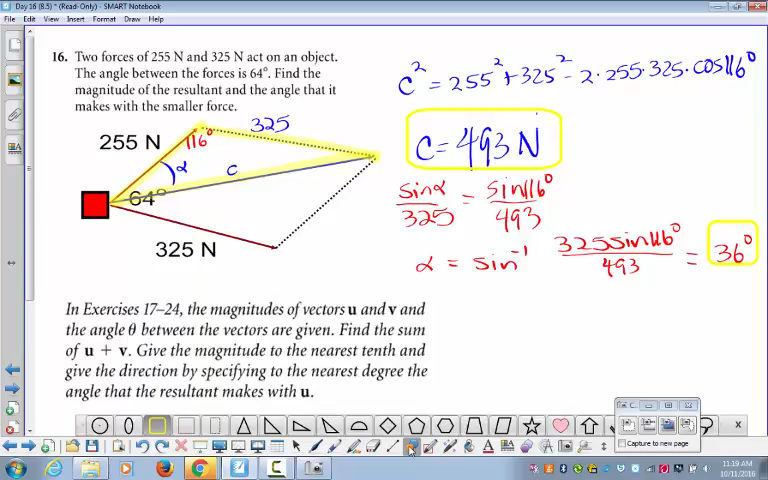 Day 16 (8.5) * (Read-Only) - SMART Notebook
File Edit View Insert Format Draw Help
16. Two forces of 255 N and 325 N act on an object.
The angle between the forces is 64°. Find the
magnitude of the resultant and the angle that it
makes with the smaller force.
c² = 255² + 325² - 2·255·325·cos116°
c = 493 N
255 N
116°
325
α
c
64°
325 N
sinα/325 = sin116°/493
α = sin⁻¹ 325sin116°/493 = 36°
In Exercises 17–24, the magnitudes of vectors u and v and
the angle θ between the vectors are given. Find the sum
of u + v. Give the magnitude to the nearest tenth and
give the direction by specifying to the nearest degree the
angle that the resultant makes with u.
Capture to new page
11:19 AM
10/11/2016